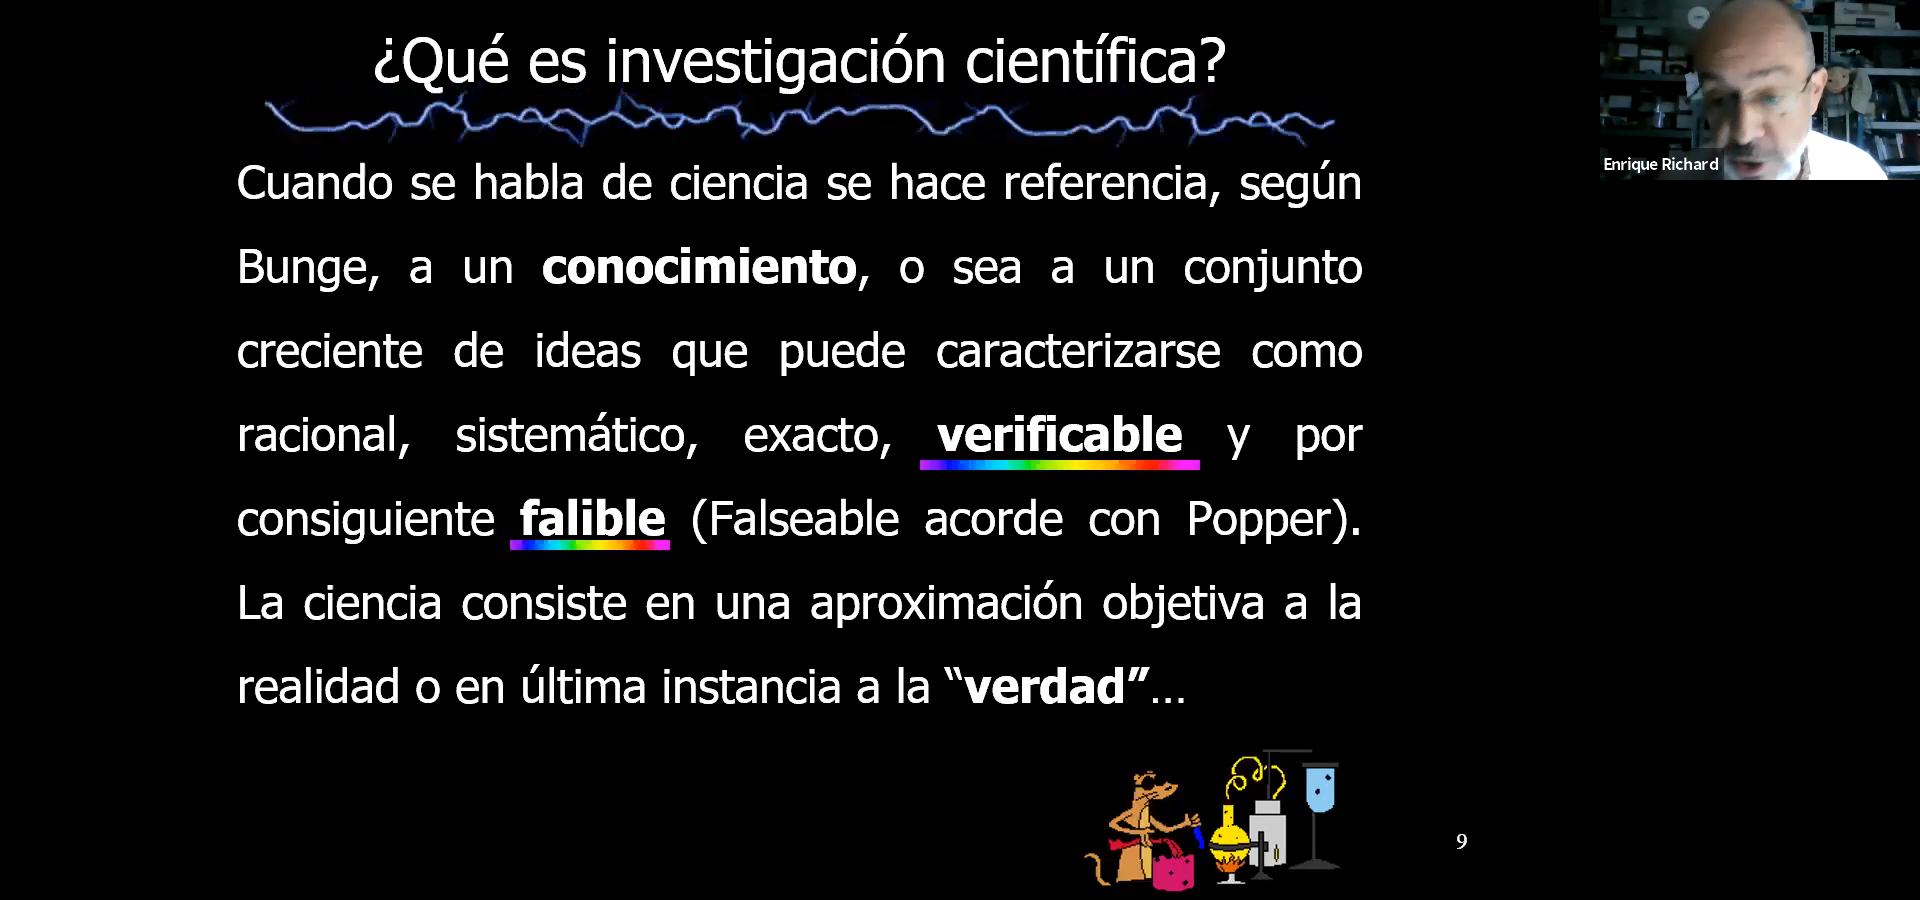 ¿Qué es investigación científica?
Enrique Richard
Cuando se habla de ciencia se hace referencia, según
Bunge, a un conocimiento, o sea a un conjunto
creciente de ideas que puede caracterizarse como
racional, sistemático, exacto, verificable y por
consiguiente falible (Falseable acorde con Popper).
La ciencia consiste en una aproximación objetiva a la
realidad o en última instancia a la “verdad”...
9